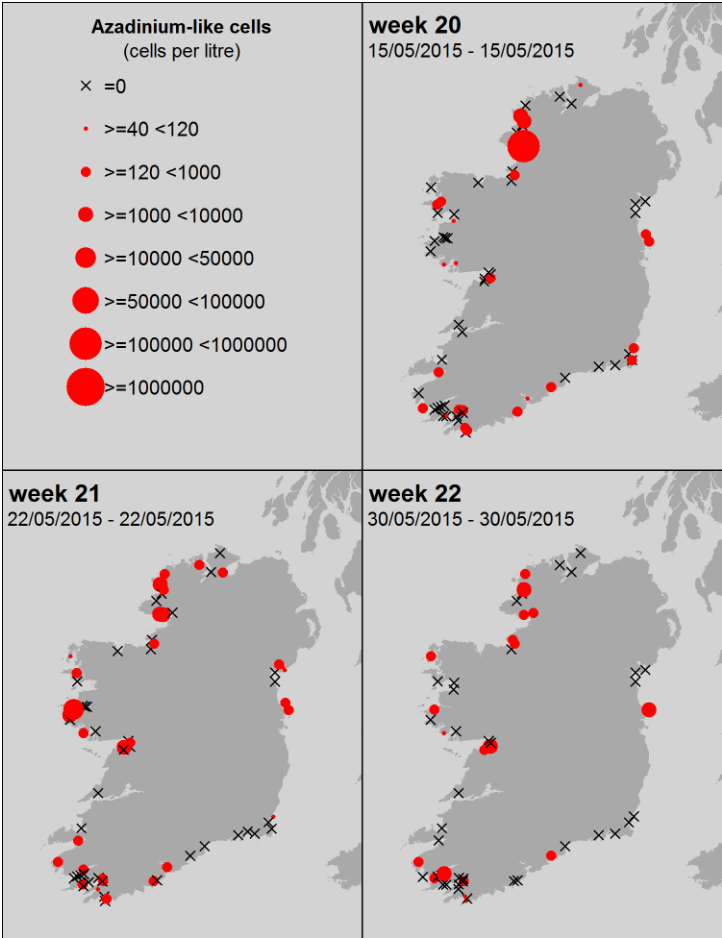 Azadinium-like cells
(cells per litre)
=0
>=40 <120
>=120 <1000
>=1000 <10000
>=10000 <50000
>=50000 <100000
>=100000 <1000000
>=1000000
week 20
15/05/2015 - 15/05/2015
week 21
22/05/2015 - 22/05/2015
week 22
30/05/2015 - 30/05/2015